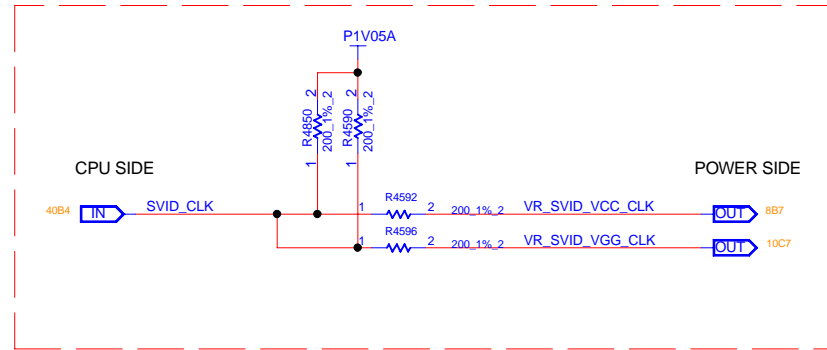 P1V05A
2
2
R4850
200_1%_2
R4590
200_1%_2
1
1
CPU SIDE
POWER SIDE
40B4 IN SVID_CLK
1 R4592 2 200_1%_2 VR_SVID_VCC_CLK OUT 8B7
1 R4596 2 200_1%_2 VR_SVID_VGG_CLK OUT 10C7